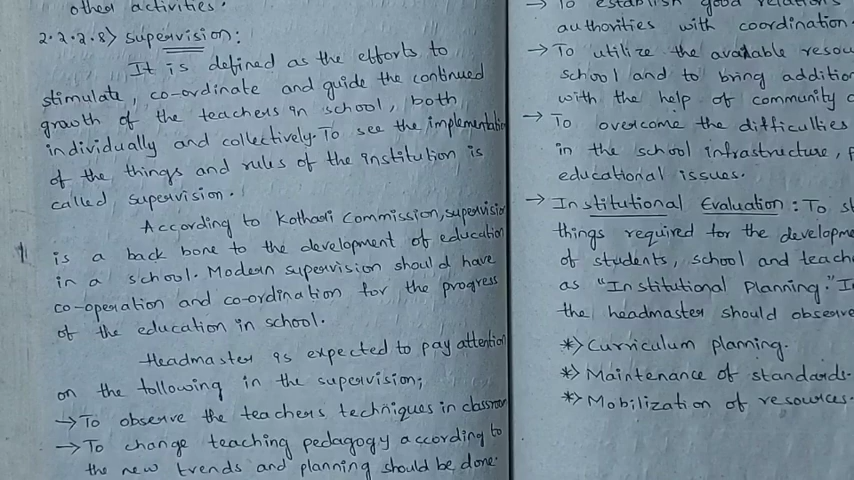 other activities.
2.2.2.8> Supervision:
It is defined as the efforts to
stimulate, co-ordinate and guide the continued
growth of the teachers in school, both
individually and collectively. To see the implementation
of the things and rules of the institution is
called supervision.
According to Kothari Commission, supervision
is a back bone to the development of education
in a school. Modern supervision should have
co-operation and co-ordination for the progress
of the education in school.
Headmaster is expected to pay attention
on the following in the supervision;
→ To observe the teachers techniques in classroom
→ To change teaching pedagogy according to
the new trends and planning should be done.
→ To establish good relations
authorities with coordination.
→ To utilize the available
school and to bring
with the help of community
→ To overcome the difficulties
in the school infrastructure,
educational issues.
→ Institutional Evaluation: To
things required for the
of students, school and
as "Institutional Planning."
the headmaster should observe
*> Curriculum planning.
*> Maintenance of standards.
*> Mobilization of resources.